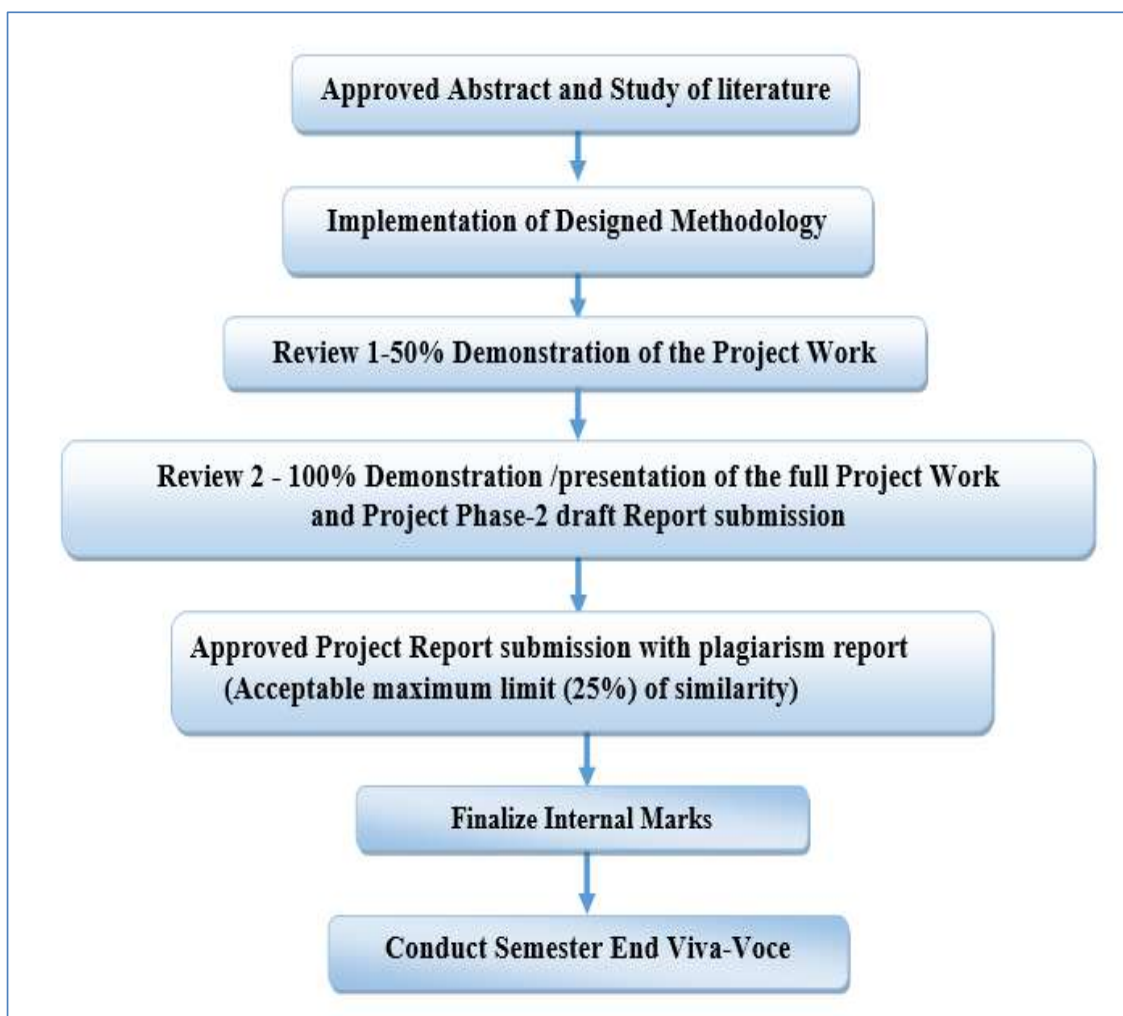 Approved Abstract and Study of literature
Implementation of Designed Methodology
Review 1-50% Demonstration of the Project Work
Review 2 - 100% Demonstration /presentation of the full Project Work
and Project Phase-2 draft Report submission
Approved Project Report submission with plagiarism report
(Acceptable maximum limit (25%) of similarity)
Finalize Internal Marks
Conduct Semester End Viva-Voce